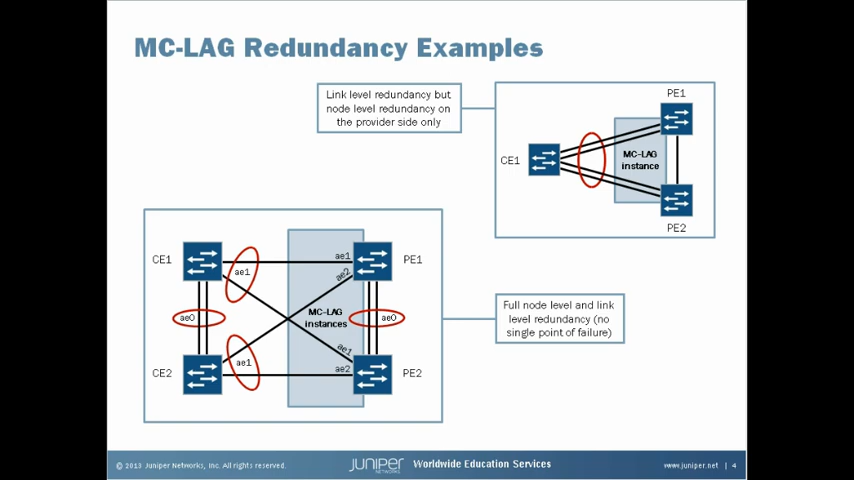 MC-LAG Redundancy Examples
Link level redundancy but
node level redundancy on
the provider side only
PE1
CE1
MC-LAG
instance
PE2
CE1
ae1
ae1
ae2
PE1
ae0
MC-LAG
instances
ae0
CE2
ae1
ae1
ae2
PE2
Full node level and link
level redundancy (no
single point of failure)
© 2013 Juniper Networks, Inc. All rights reserved.
JUNIPER
NETWORKS
Worldwide Education Services
www.juniper.net | 4